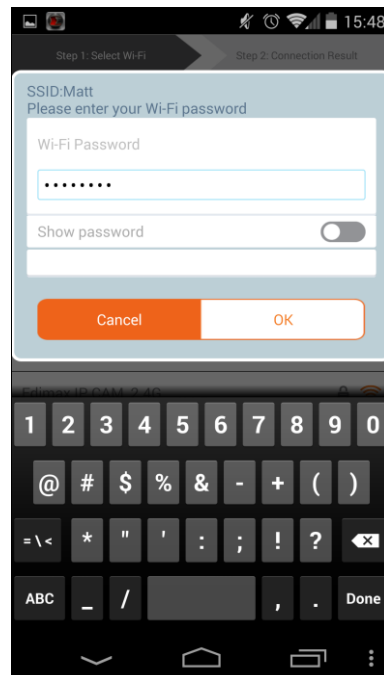 15:48
Step 1: Select Wi-Fi Step 2: Connection Result
SSID:Matt
Please enter your Wi-Fi password
Wi-Fi Password
••••••••
Show password
Cancel OK
Edimax IP CAM 2.4G
1 2 3 4 5 6 7 8 9 0
@ # $ % & - + ( )
= \ < * " ' : ; ! ?
ABC _ / , . Done